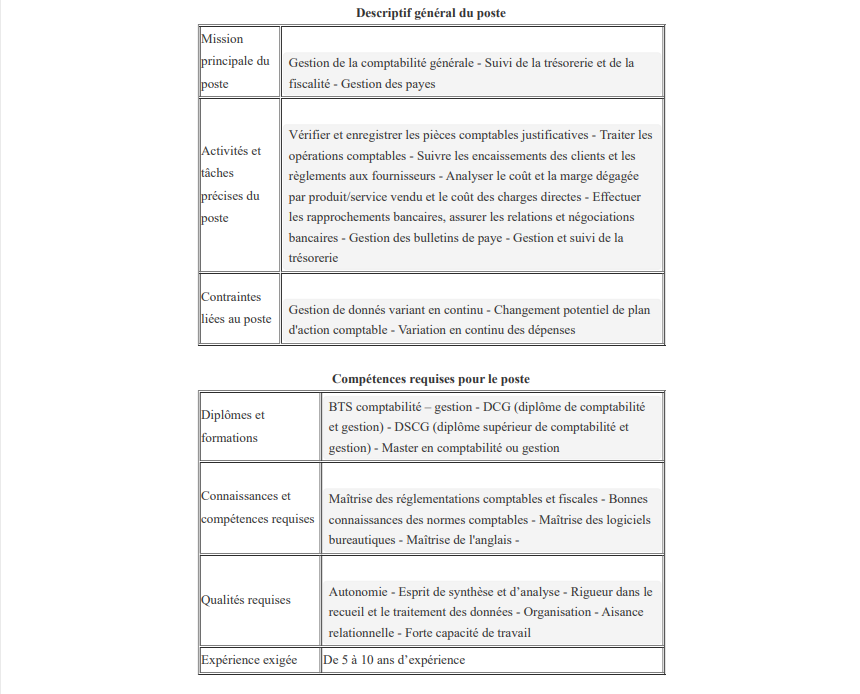 Descriptif général du poste
Mission
principale du
poste
Gestion de la comptabilité générale - Suivi de la trésorerie et de la
fiscalité - Gestion des payes
Activités et
tâches
précises du
poste
Vérifier et enregistrer les pièces comptables justificatives - Traiter les
opérations comptables - Suivre les encaissements des clients et les
règlements aux fournisseurs - Analyser le coût et la marge dégagée
par produit/service vendu et le coût des charges directes - Effectuer
les rapprochements bancaires, assurer les relations et négociations
bancaires - Gestion des bulletins de paye - Gestion et suivi de la
trésorerie
Contraintes
liées au poste
Gestion de donnés variant en continu - Changement potentiel de plan
d'action comptable - Variation en continu des dépenses
Compétences requises pour le poste
Diplômes et
formations
BTS comptabilité – gestion - DCG (diplôme de comptabilité
et gestion) - DSCG (diplôme supérieur de comptabilité et
gestion) - Master en comptabilité ou gestion
Connaissances et
compétences requises
Maîtrise des réglementations comptables et fiscales - Bonnes
connaissances des normes comptables - Maîtrise des logiciels
bureautiques - Maîtrise de l'anglais -
Qualités requises
Autonomie - Esprit de synthèse et d’analyse - Rigueur dans le
recueil et le traitement des données - Organisation - Aisance
relationnelle - Forte capacité de travail
Expérience exigée
De 5 à 10 ans d’expérience